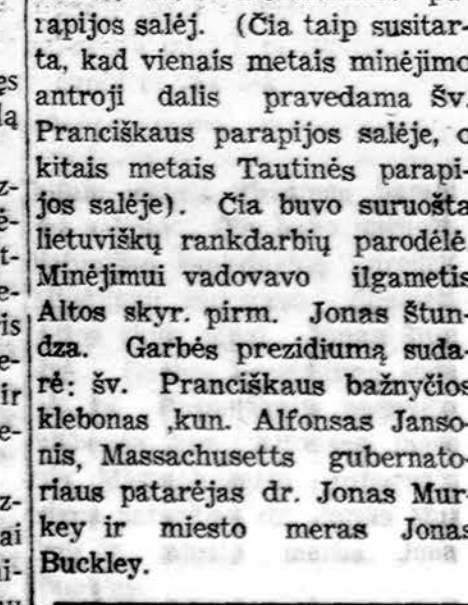 rapijos salėj. (Čia taip susitar-
ta, kad vienais metais minėjimo
antroji dalis pravedama šv.
Pranciškaus parapijos salėje, o
kitais metais Tautinės parapi-
jos salėje). Čia buvo suruošta
lietuviškų rankdarbių parodėlė.
Minėjimui vadovavo ilgametis
Altos skyr. pirm. Jonas Štun-
dza. Garbės prezidiumą suda-
rė: šv. Pranciškaus bažnyčios
klebonas ,kun. Alfonsas Janso-
nis, Massachusetts gubernato-
riaus patarėjas dr. Jonas Mur-
key ir miesto meras Jonas
Buckley.